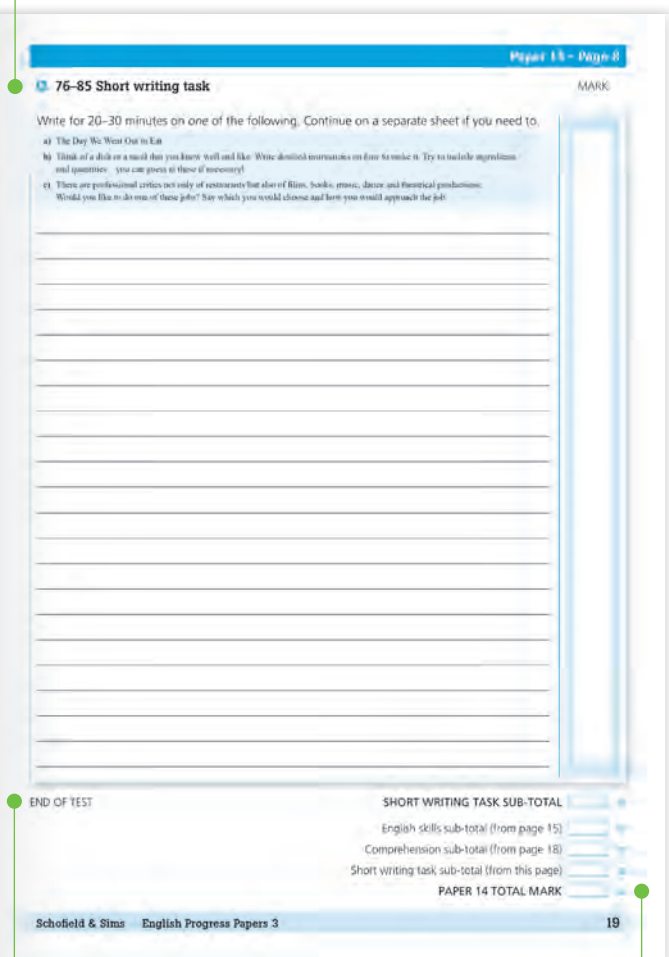 Page 8
76–85 Short writing task
MARK
Write for 20–30 minutes on one of the following. Continue on a separate sheet if you need to.
a) The Day We Went Out to Eat
b) Think of a dish or a meal that you know well and like. Write detailed instructions on how to make it. Try to include ingredients
and quantities you can guess at these if necessary!
c) There are professional critics not only of restaurants but also of films, books, music, dance and theatrical productions.
Would you like to do one of these jobs? Say which you would choose and how you would approach the job.
END OF TEST
SHORT WRITING TASK SUB-TOTAL
English skills sub-total (from page 15)
Comprehension sub-total (from page 18)
Short writing task sub-total (from this page)
PAPER 14 TOTAL MARK
Schofield & Sims English Progress Papers 3
19